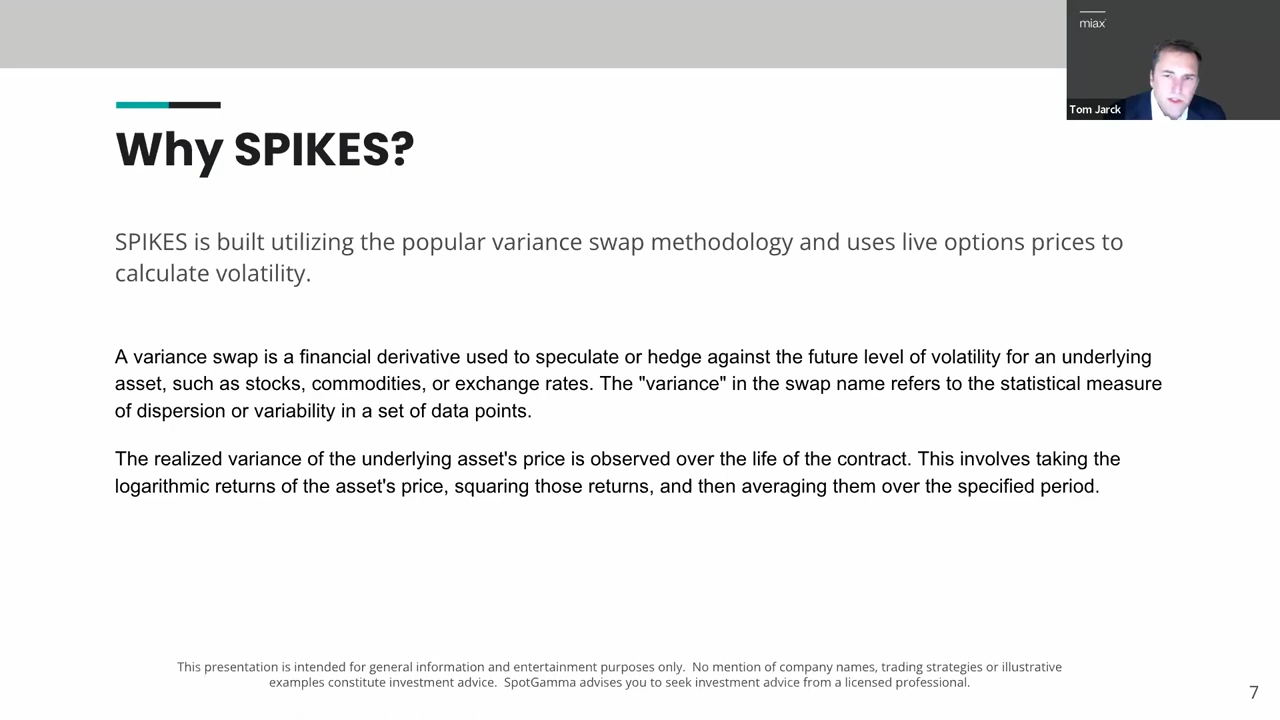 miax
Tom Jarck
Why SPIKES?
SPIKES is built utilizing the popular variance swap methodology and uses live options prices to
calculate volatility.
A variance swap is a financial derivative used to speculate or hedge against the future level of volatility for an underlying
asset, such as stocks, commodities, or exchange rates. The "variance" in the swap name refers to the statistical measure
of dispersion or variability in a set of data points.
The realized variance of the underlying asset's price is observed over the life of the contract. This involves taking the
logarithmic returns of the asset's price, squaring those returns, and then averaging them over the specified period.
This presentation is intended for general information and entertainment purposes only.  No mention of company names, trading strategies or illustrative
examples constitute investment advice.  SpotGamma advises you to seek investment advice from a licensed professional.
7